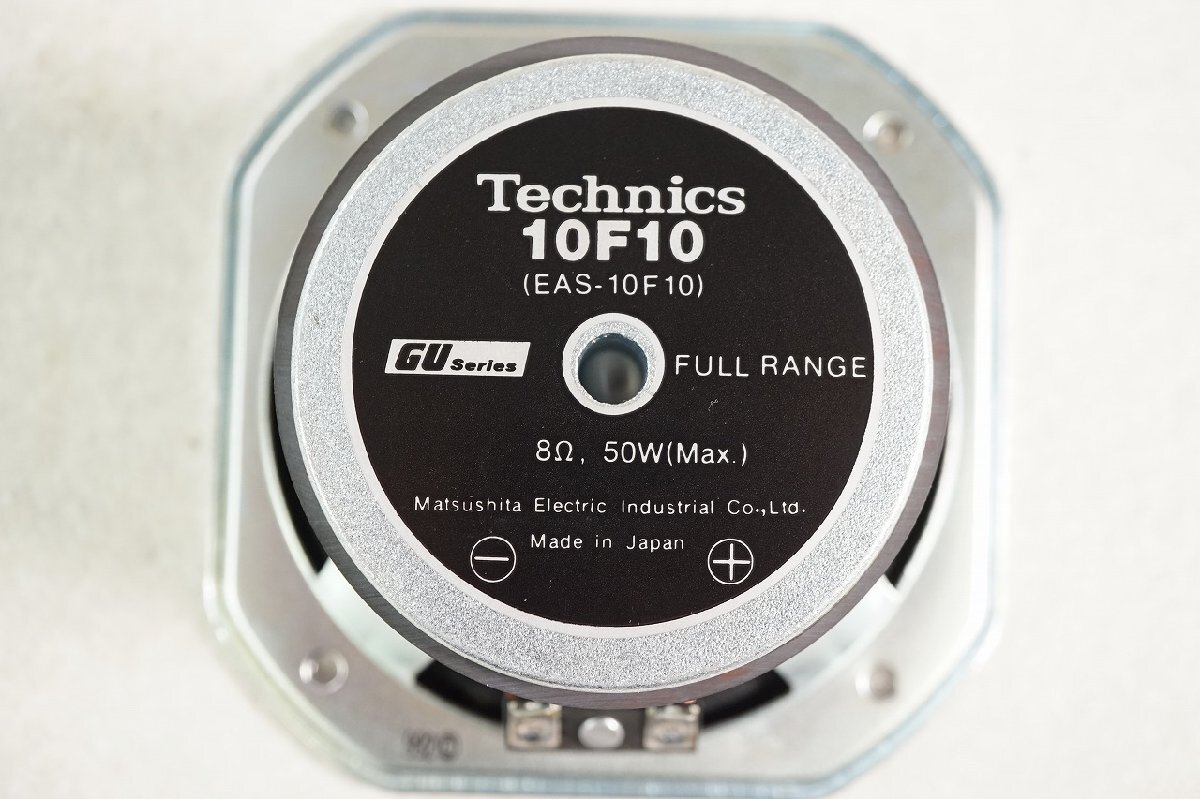 Technics
10F10
(EAS-10F10)
GU Series
FULL RANGE
8Ω, 50W(Max.)
Matsushita Electric Industrial Co.,Ltd.
Made in Japan
− +